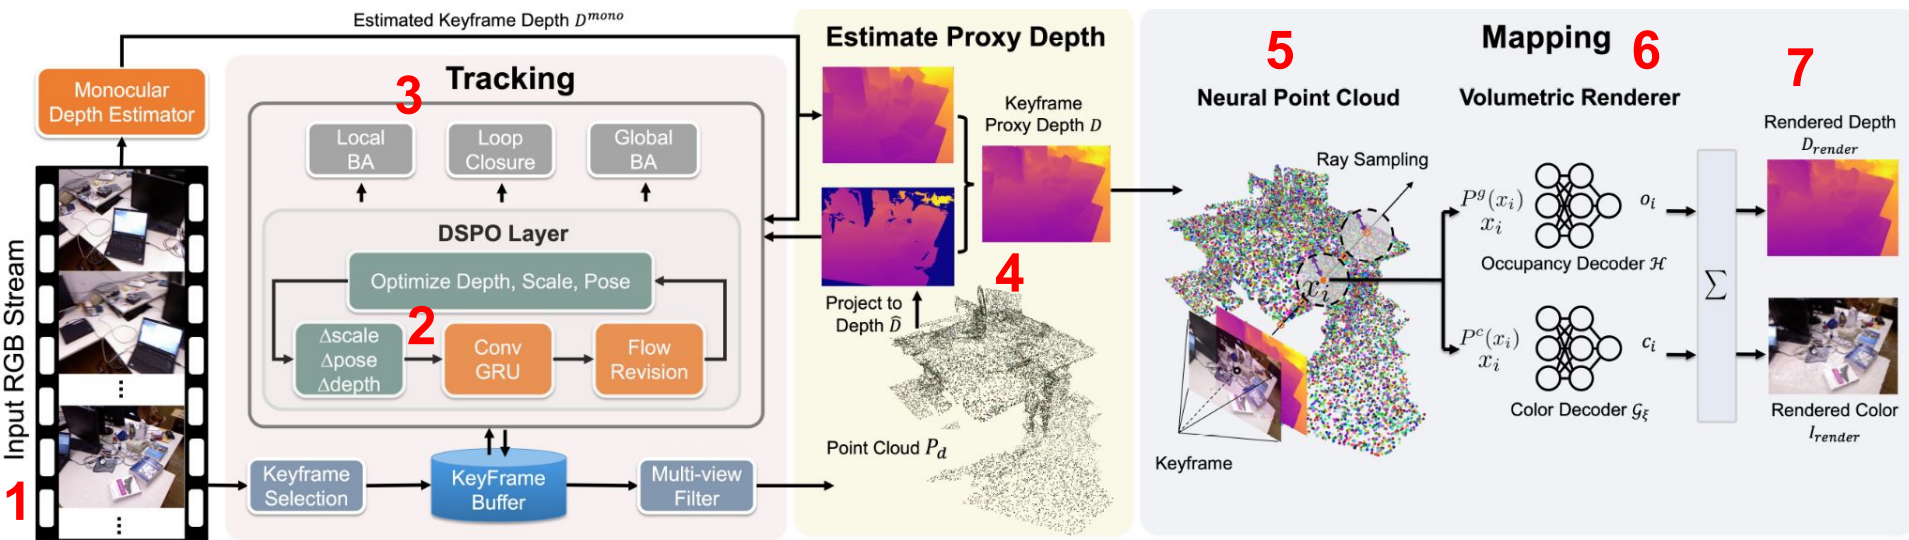 Estimated Keyframe Depth D^mono
Monocular
Depth Estimator
Input RGB Stream
1
Tracking
3
Local
BA
Loop
Closure
Global
BA
DSPO Layer
Optimize Depth, Scale, Pose
2
Δscale
Δpose
Δdepth
Conv
GRU
Flow
Revision
Keyframe
Selection
KeyFrame
Buffer
Multi-view
Filter
Estimate Proxy Depth
Keyframe
Proxy Depth D
4
Project to
Depth D̂
Point Cloud P_d
Mapping
5
6
7
Neural Point Cloud
Volumetric Renderer
Ray Sampling
x_i
Keyframe
P^g(x_i)
x_i
o_i
Occupancy Decoder ℋ
P^c(x_i)
x_i
c_i
Color Decoder 𝒢_ξ
∑
Rendered Depth
D_render
Rendered Color
I_render